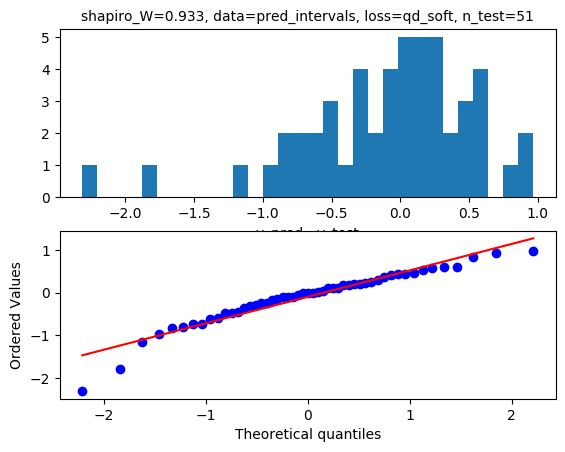 shapiro_W=0.933, data=pred_intervals, loss=qd_soft, n_test=51
5
4
3
2
1
0
−2.0 −1.5 −1.0 −0.5 0.0 0.5 1.0
1
0
−1
−2
Ordered Values
−2 −1 0 1 2
Theoretical quantiles